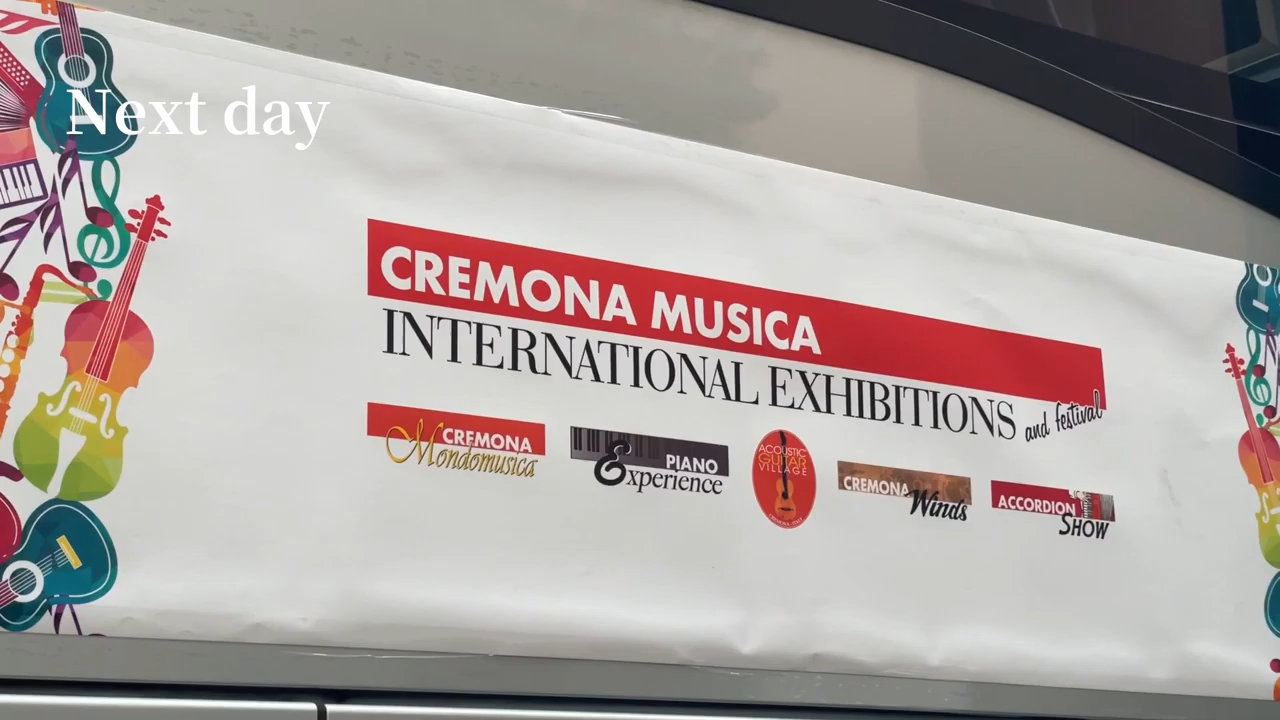 Next day
CREMONA MUSICA
INTERNATIONAL EXHIBITIONS and festival
CREMONA
Mondomusica
PIANO
Experience
ACOUSTIC
GUITAR
VILLAGE
CREMONA
Winds
ACCORDION
SHOW